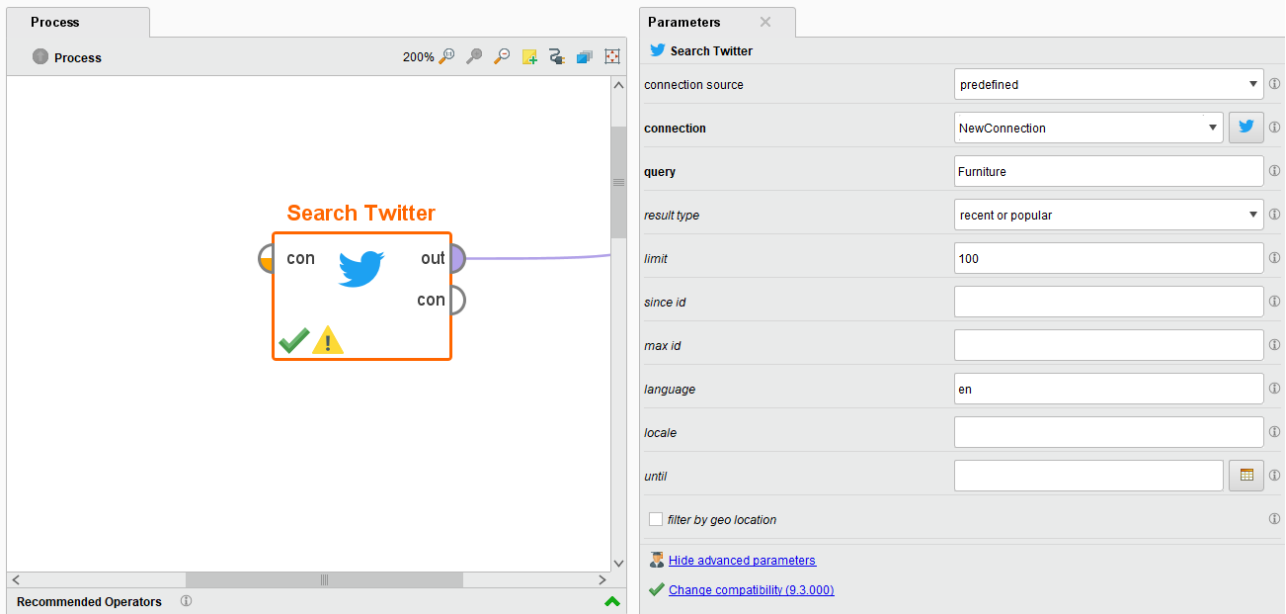 Process
Process
200%
Search Twitter
con
out
con
Recommended Operators
Parameters
Search Twitter
connection source
predefined
connection
NewConnection
query
Furniture
result type
recent or popular
limit
100
since id
max id
language
en
locale
until
filter by geo location
Hide advanced parameters
Change compatibility (9.3.000)